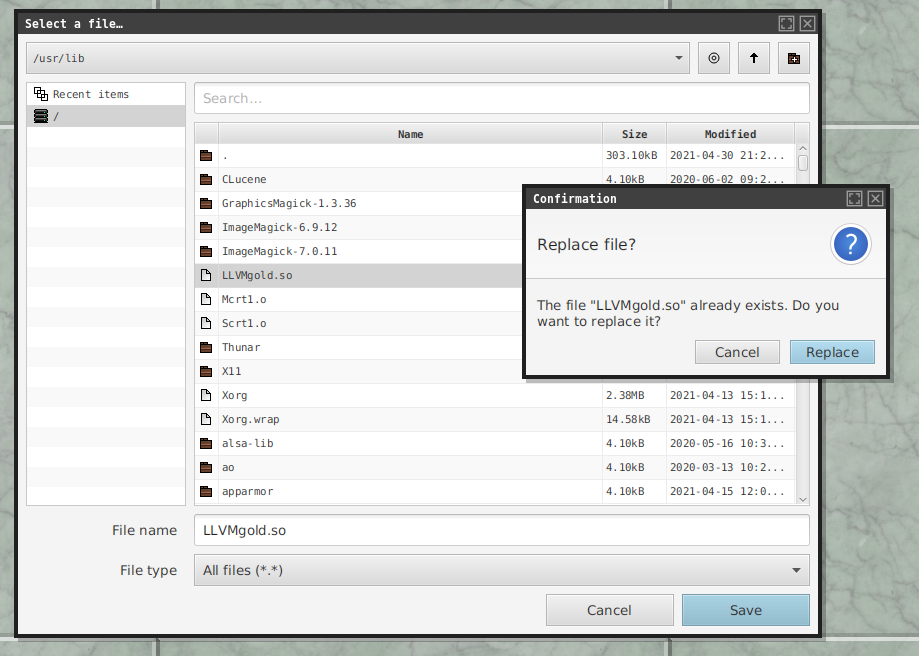 Select a file…
/usr/lib
Recent items
/
Search...
Name Size Modified
. 303.10kB 2021-04-30 21:2...
CLucene 4.10kB 2020-06-02 09:2...
GraphicsMagick-1.3.36
ImageMagick-6.9.12
ImageMagick-7.0.11
LLVMgold.so
Mcrt1.o
Scrt1.o
Thunar
X11
Xorg 2.38MB 2021-04-13 15:1...
Xorg.wrap 14.58kB 2021-04-13 15:1...
alsa-lib 4.10kB 2020-05-16 10:3...
ao 4.10kB 2020-03-13 10:2...
apparmor 4.10kB 2021-04-15 12:0...
File name LLVMgold.so
File type All files (*.*)
Cancel Save
Confirmation
Replace file?
?
The file "LLVMgold.so" already exists. Do you
want to replace it?
Cancel Replace